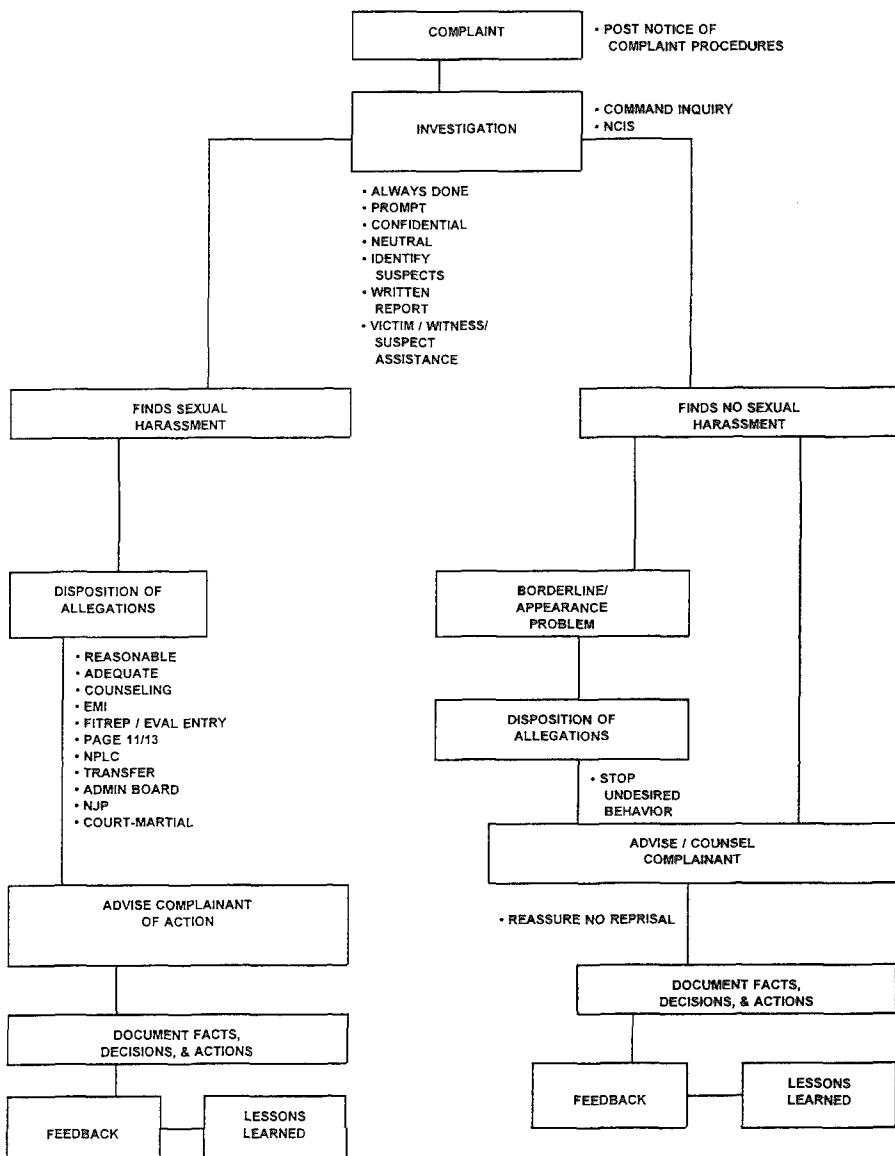 COMPLAINT
• POST NOTICE OF
COMPLAINT PROCEDURES
INVESTIGATION
• COMMAND INQUIRY
• NCIS
• ALWAYS DONE
• PROMPT
• CONFIDENTIAL
• NEUTRAL
• IDENTIFY
SUSPECTS
• WRITTEN
REPORT
• VICTIM / WITNESS/
SUSPECT
ASSISTANCE
FINDS SEXUAL
HARASSMENT
DISPOSITION OF
ALLEGATIONS
• REASONABLE
• ADEQUATE
• COUNSELING
• EMI
• FITREP / EVAL ENTRY
• PAGE 11/13
• NPLC
• TRANSFER
• ADMIN BOARD
• NJP
• COURT-MARTIAL
ADVISE COMPLAINANT
OF ACTION
DOCUMENT FACTS,
DECISIONS, & ACTIONS
FEEDBACK
LESSONS
LEARNED
FINDS NO SEXUAL
HARASSMENT
BORDERLINE/
APPEARANCE
PROBLEM
DISPOSITION OF
ALLEGATIONS
• STOP
UNDESIRED
BEHAVIOR
ADVISE / COUNSEL
COMPLAINANT
• REASSURE NO REPRISAL
DOCUMENT FACTS,
DECISIONS, & ACTIONS
FEEDBACK
LESSONS
LEARNED